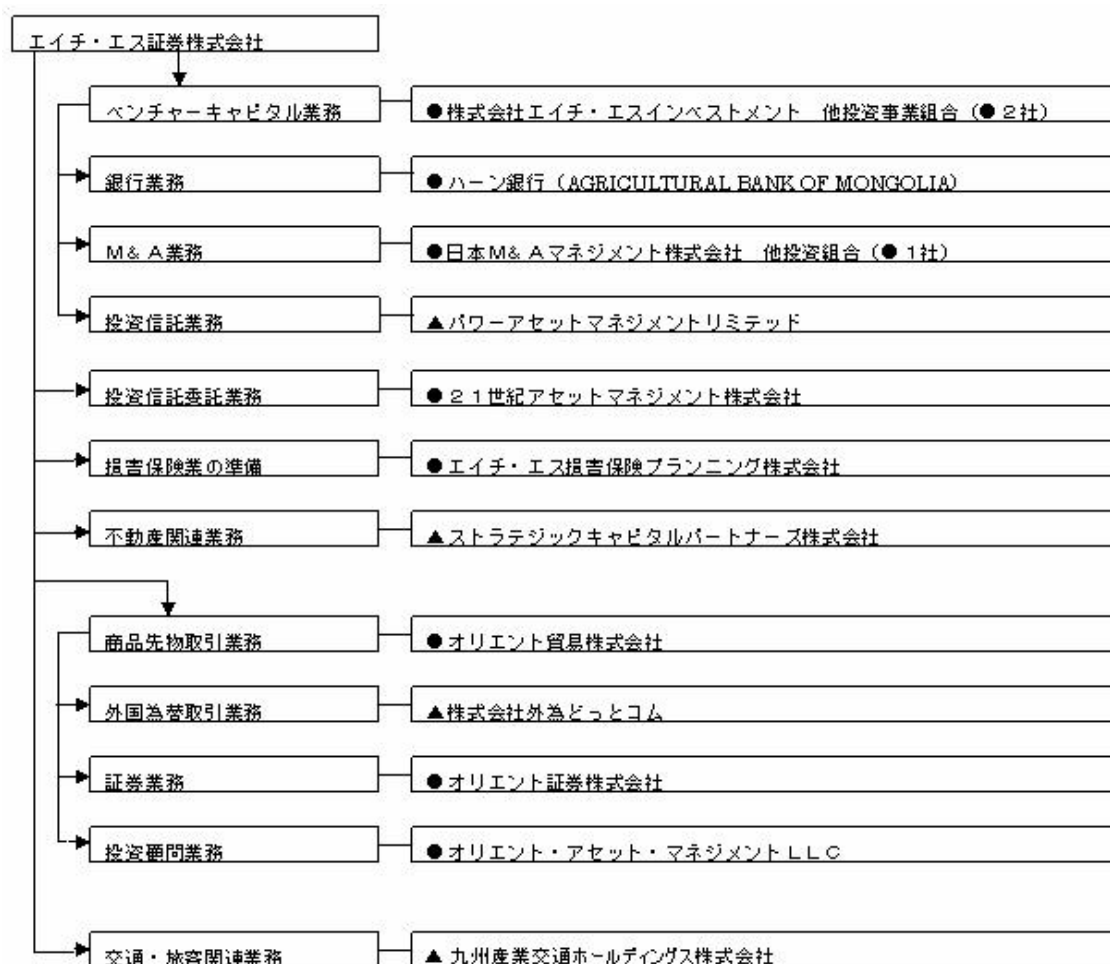 エイチ・エス証券株式会社
ベンチャーキャピタル業務 ●株式会社エイチ・エスインベストメント 他投資事業組合（●２社）
銀行業務 ●ハーン銀行（AGRICULTURAL BANK OF MONGOLIA）
M&A業務 ●日本M&Aマネジメント株式会社 他投資組合（●１社）
投資信託業務 ▲パワーアセットマネジメントリミテッド
投資信託委託業務 ●２１世紀アセットマネジメント株式会社
損害保険業の準備 ●エイチ・エス損害保険プランニング株式会社
不動産関連業務 ▲ストラテジックキャピタルパートナーズ株式会社
商品先物取引業務 ●オリエント貿易株式会社
外国為替取引業務 ▲株式会社外為どっとコム
証券業務 ●オリエント証券株式会社
投資顧問業務 ●オリエント・アセット・マネジメントＬＬＣ
交通・旅客関連業務 ▲九州産業交通ホールディングス株式会社